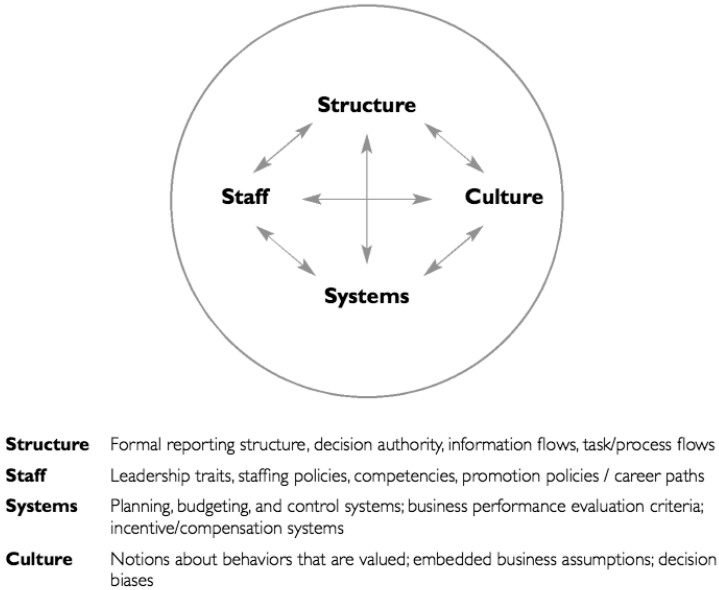 Structure
Staff
Culture
Systems
Structure Formal reporting structure, decision authority, information flows, task/process flows
Staff Leadership traits, staffing policies, competencies, promotion policies / career paths
Systems Planning, budgeting, and control systems; business performance evaluation criteria;
incentive/compensation systems
Culture Notions about behaviors that are valued; embedded business assumptions; decision
biases